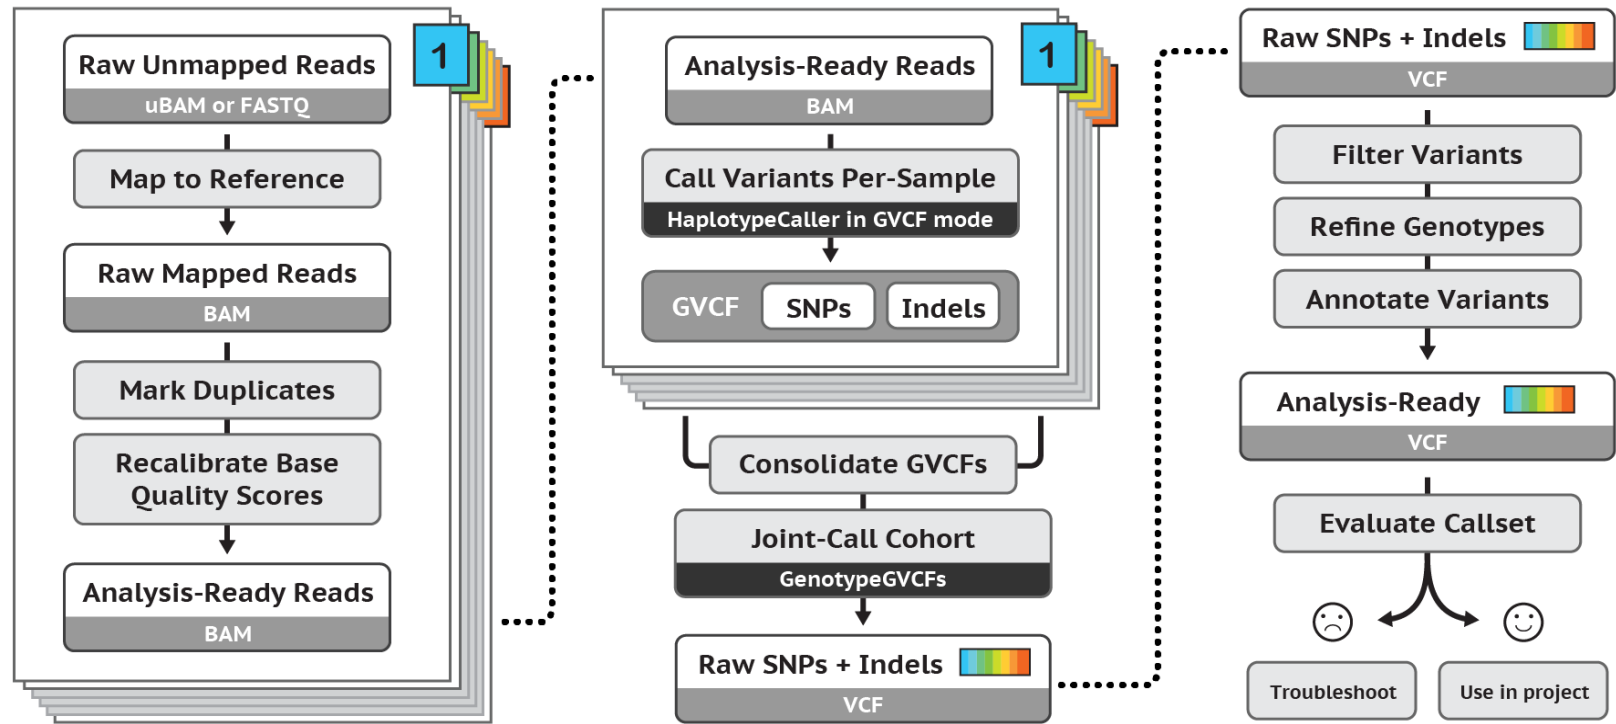 Raw Unmapped Reads
uBAM or FASTQ
1
Map to Reference
Raw Mapped Reads
BAM
Mark Duplicates
Recalibrate Base
Quality Scores
Analysis-Ready Reads
BAM
Analysis-Ready Reads
BAM
1
Call Variants Per-Sample
HaplotypeCaller in GVCF mode
GVCF SNPs Indels
Consolidate GVCFs
Joint-Call Cohort
GenotypeGVCFs
Raw SNPs + Indels
VCF
Raw SNPs + Indels
VCF
Filter Variants
Refine Genotypes
Annotate Variants
Analysis-Ready
VCF
Evaluate Callset
Troubleshoot
Use in project